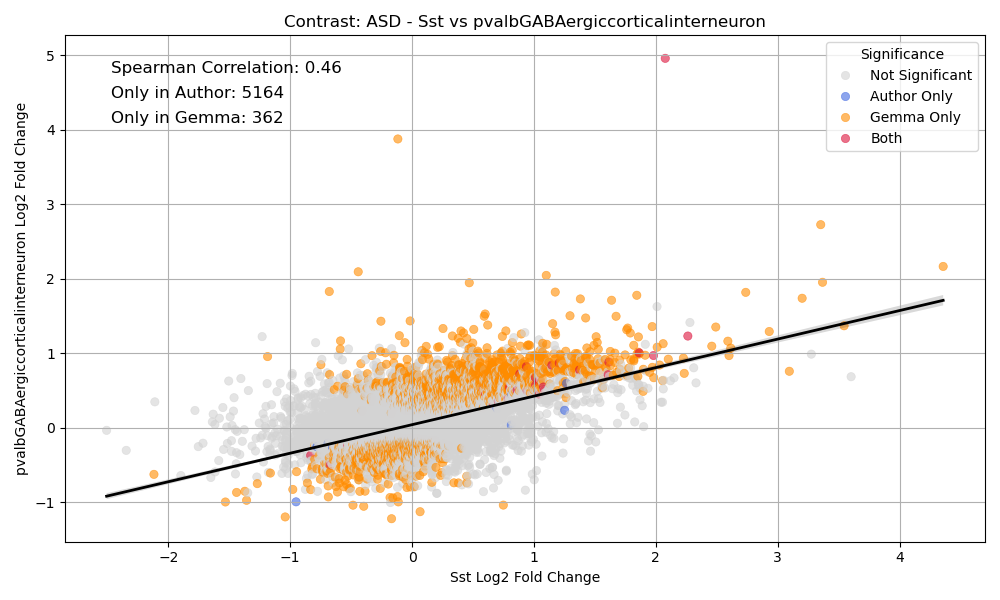 Contrast: ASD - Sst vs pvalbGABAergiccorticalinterneuron
Spearman Correlation: 0.46
Only in Author: 5164
Only in Gemma: 362
Significance
Not Significant
Author Only
Gemma Only
Both
pvalbGABAergiccorticalinterneuron Log2 Fold Change
5
4
3
2
1
0
−1
−2
−1
0
1
2
3
4
Sst Log2 Fold Change